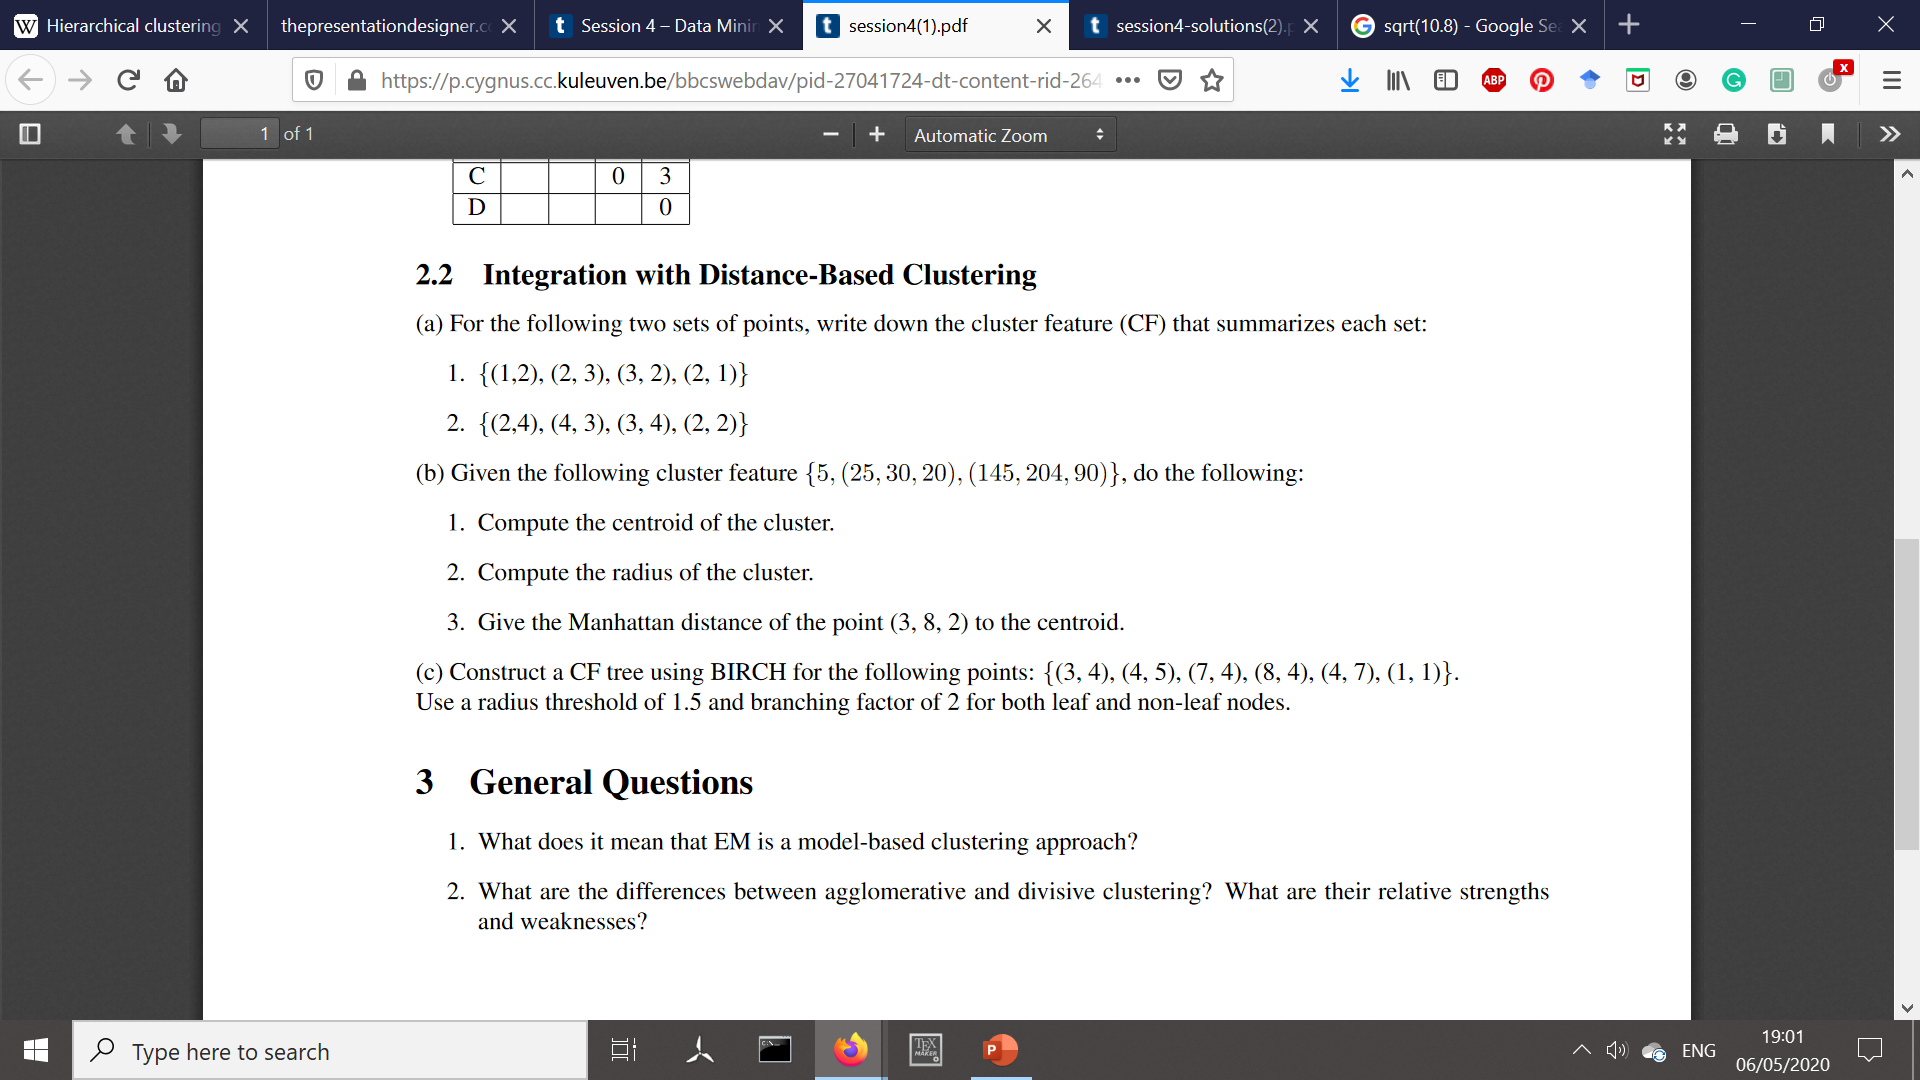 Hierarchical clustering
thepresentationdesigner.c
Session 4 – Data Minin
session4(1).pdf
session4-solutions(2).p
sqrt(10.8) - Google Se
https://p.cygnus.cc.kuleuven.be/bbcswebdav/pid-27041724-dt-content-rid-264
ABP
1 of 1
Automatic Zoom
C 0 3
D 0
2.2 Integration with Distance-Based Clustering
(a) For the following two sets of points, write down the cluster feature (CF) that summarizes each set:
1. {(1,2), (2, 3), (3, 2), (2, 1)}
2. {(2,4), (4, 3), (3, 4), (2, 2)}
(b) Given the following cluster feature {5, (25, 30, 20), (145, 204, 90)}, do the following:
1. Compute the centroid of the cluster.
2. Compute the radius of the cluster.
3. Give the Manhattan distance of the point (3, 8, 2) to the centroid.
(c) Construct a CF tree using BIRCH for the following points: {(3, 4), (4, 5), (7, 4), (8, 4), (4, 7), (1, 1)}.
Use a radius threshold of 1.5 and branching factor of 2 for both leaf and non-leaf nodes.
3 General Questions
1. What does it mean that EM is a model-based clustering approach?
2. What are the differences between agglomerative and divisive clustering? What are their relative strengths
and weaknesses?
Type here to search
TEX
MAKER
P
ENG
19:01
06/05/2020